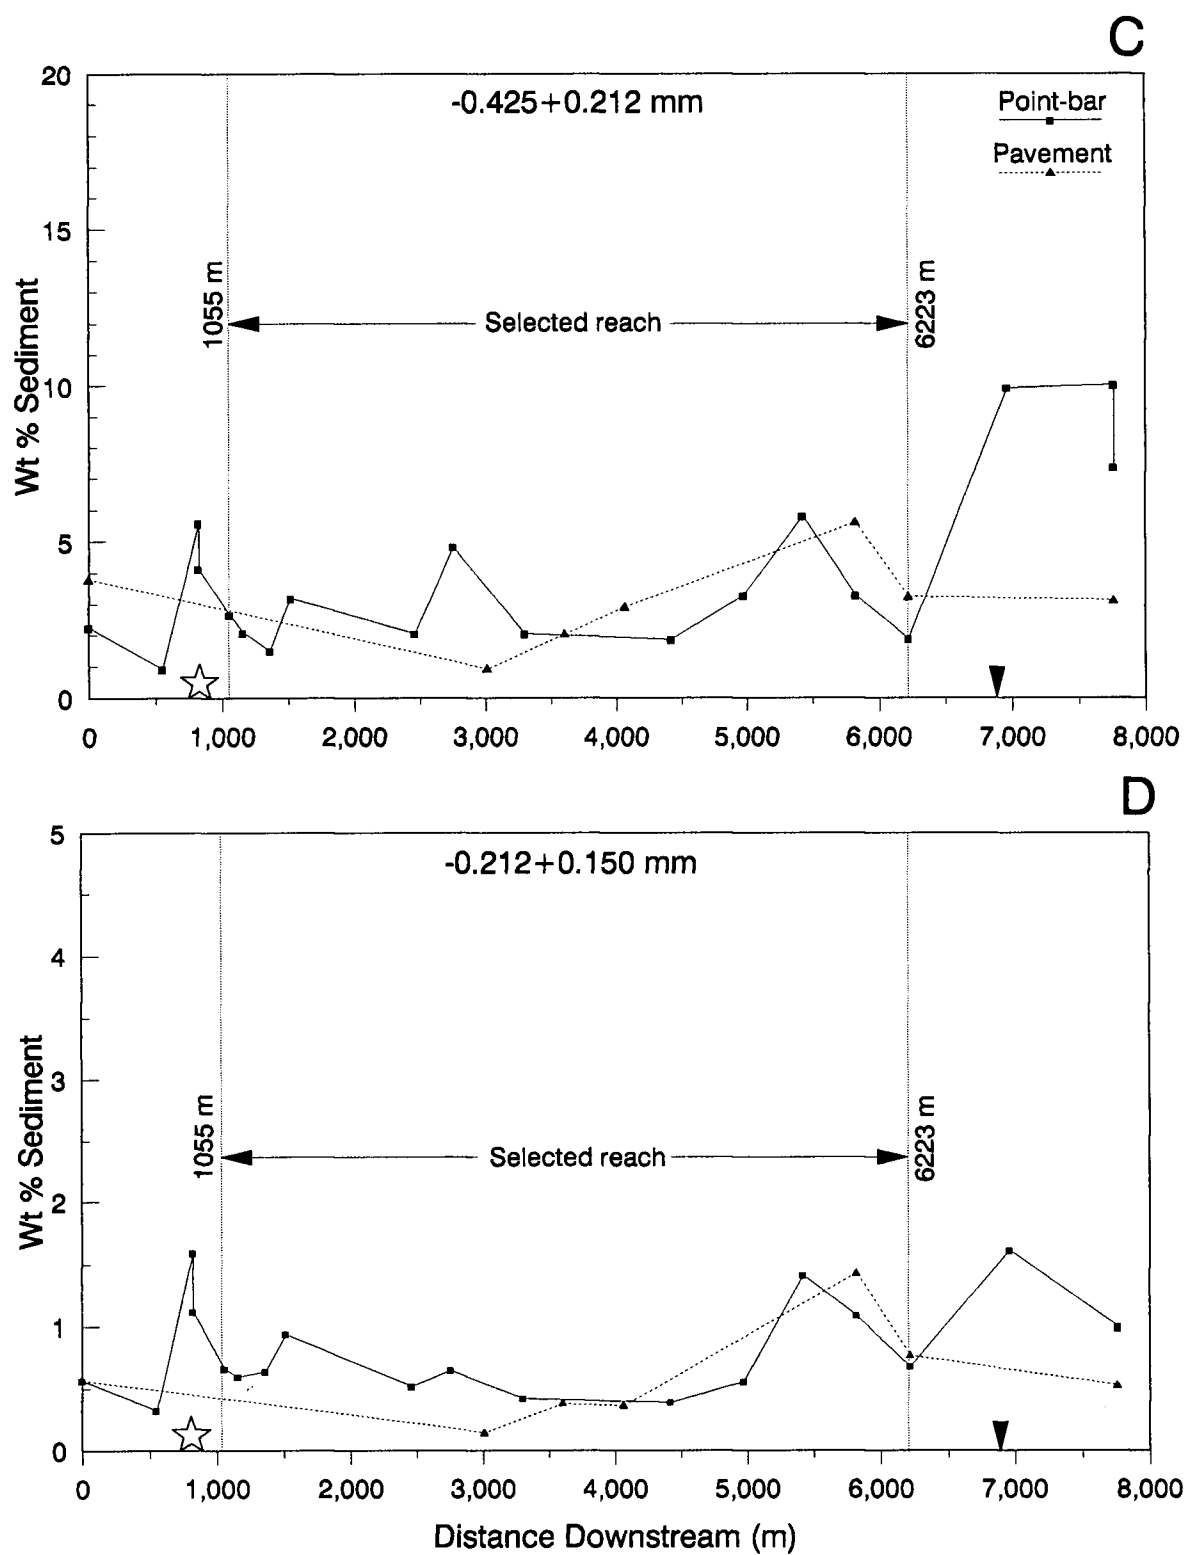 C
-0.425+0.212 mm
Point-bar
Pavement
20
15
10
5
0
Wt % Sediment
1055 m
Selected reach
6223 m
0 1,000 2,000 3,000 4,000 5,000 6,000 7,000 8,000
D
-0.212+0.150 mm
5
4
3
2
1
0
Wt % Sediment
1055 m
Selected reach
6223 m
0 1,000 2,000 3,000 4,000 5,000 6,000 7,000 8,000
Distance Downstream (m)